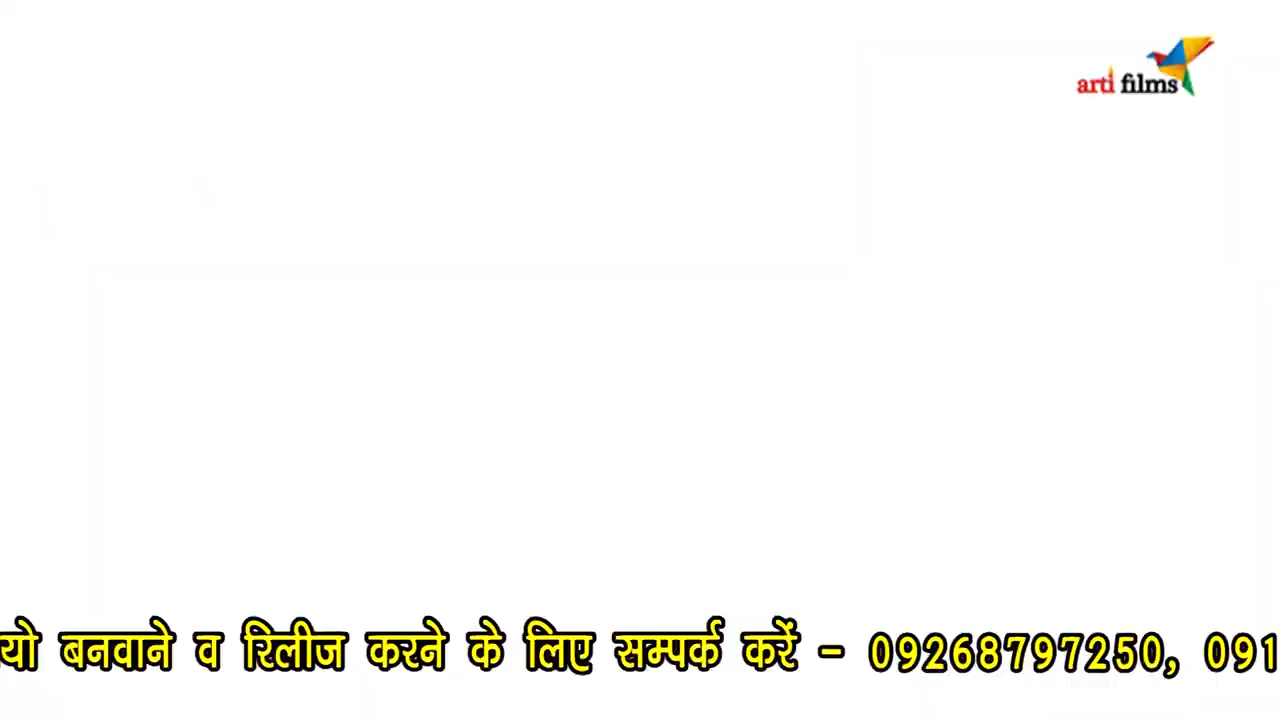 arti films
यो बनवाने व रिलीज करने के लिए सम्पर्क करें - 09268797250, 091